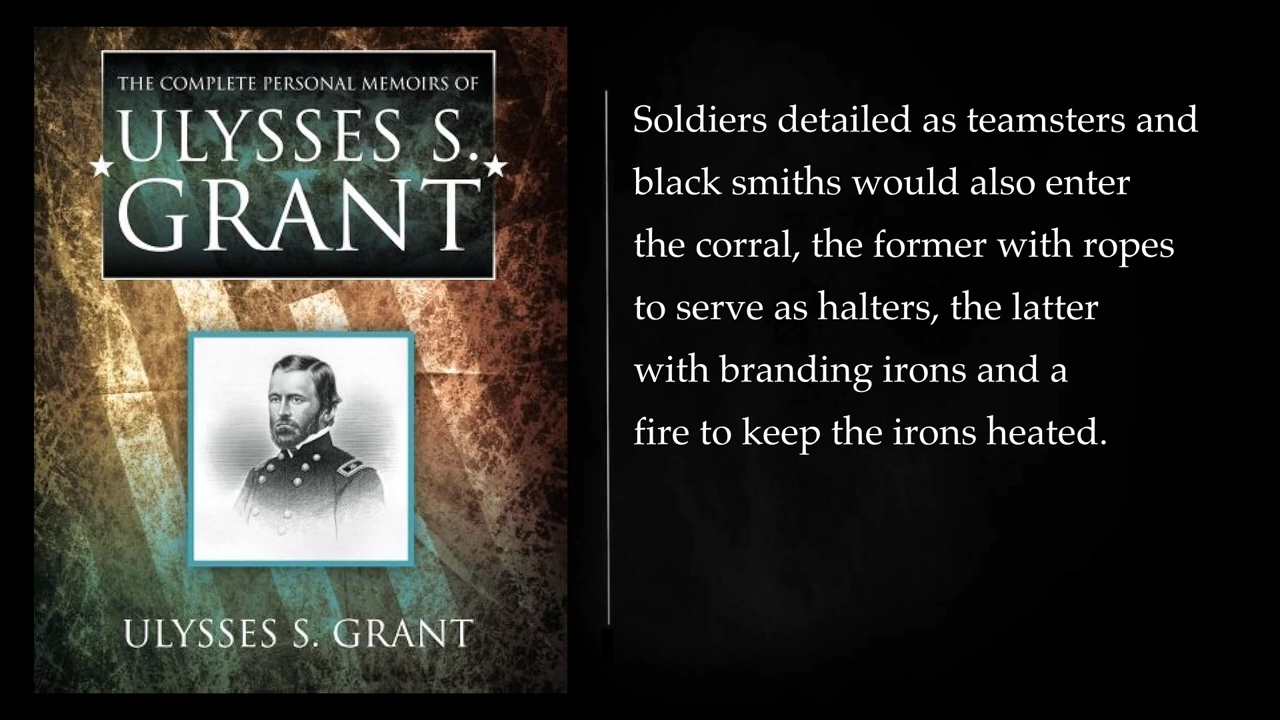 THE COMPLETE PERSONAL MEMOIRS OF
ULYSSES S.
GRANT
ULYSSES S. GRANT
Soldiers detailed as teamsters and
black smiths would also enter
the corral, the former with ropes
to serve as halters, the latter
with branding irons and a
fire to keep the irons heated.